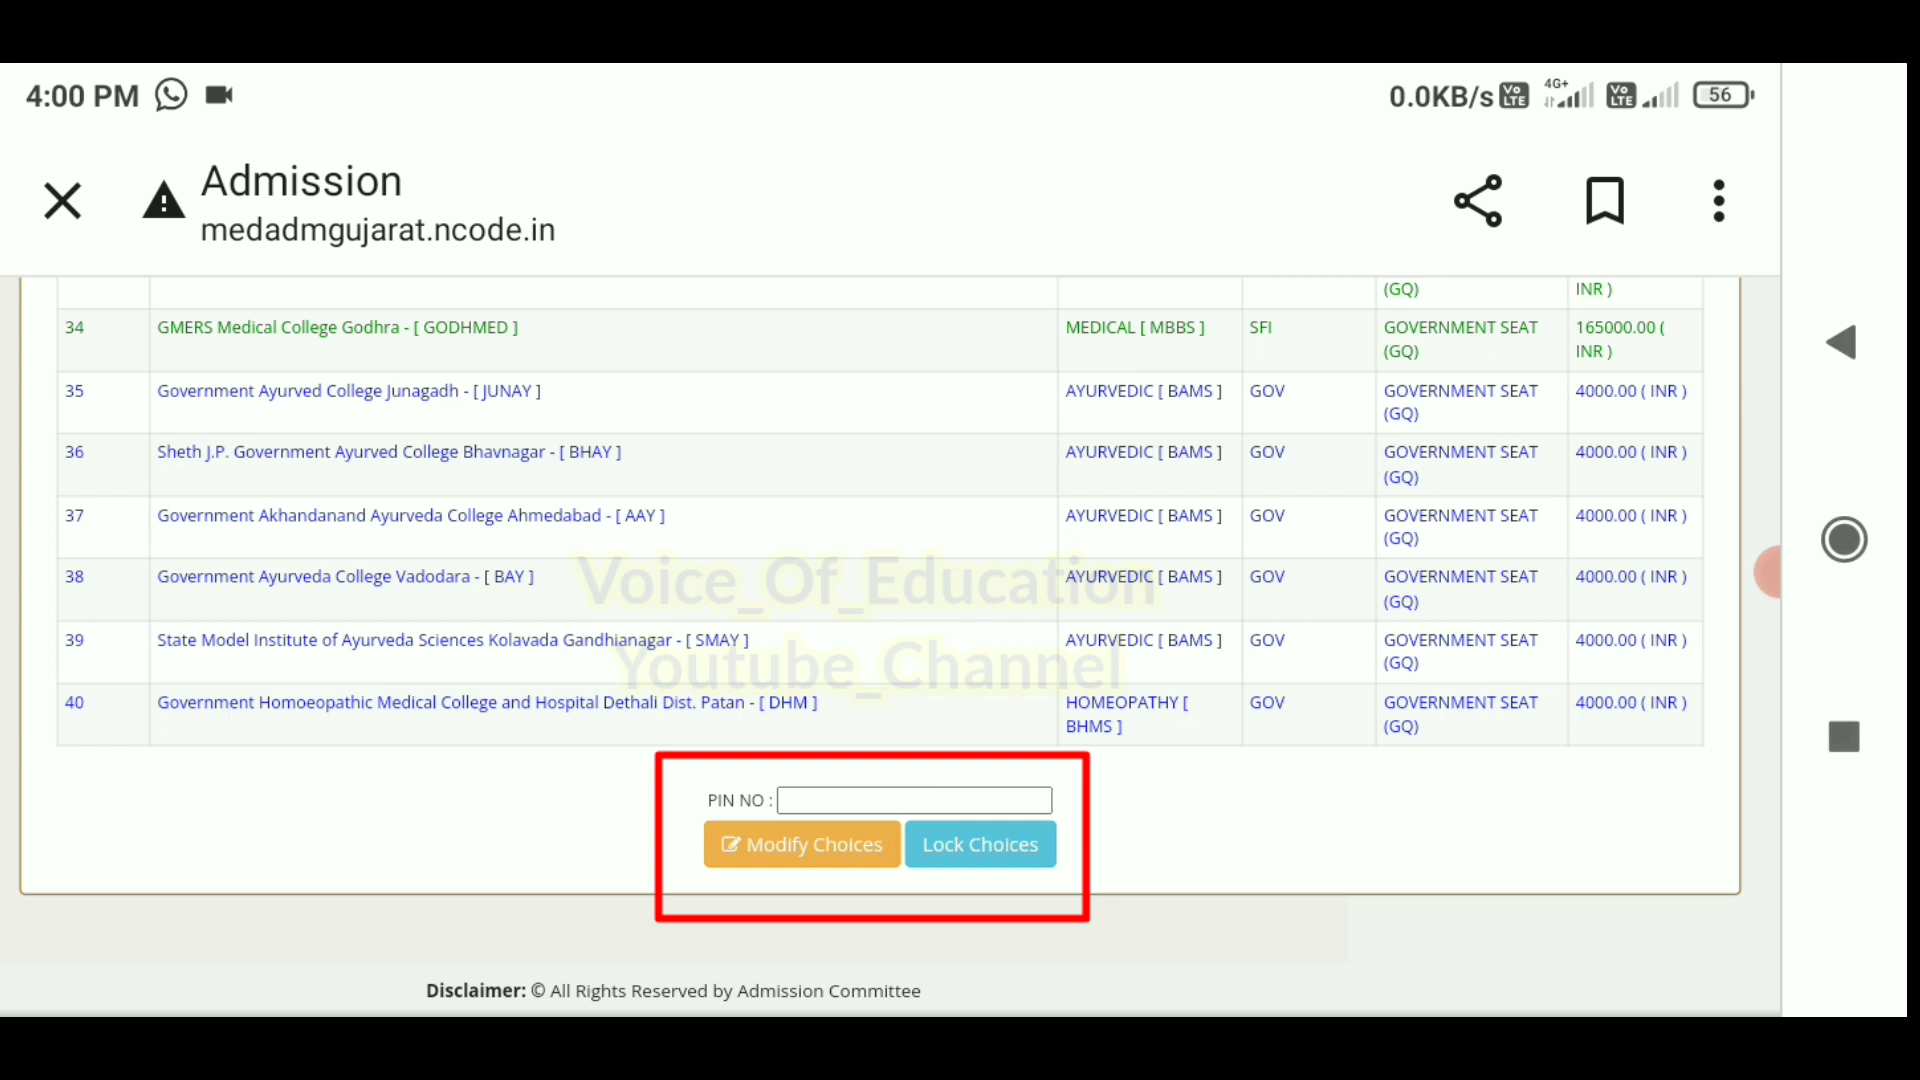 4:00 PM 0.0KB/s Vo LTE 4G+ Vo LTE 56
Admission
medadmgujarat.ncode.in
(GQ) INR )
34 GMERS Medical College Godhra - [ GODHMED ] MEDICAL [ MBBS ] SFI GOVERNMENT SEAT 165000.00 (
(GQ) INR )
35 Government Ayurved College Junagadh - [ JUNAY ] AYURVEDIC [ BAMS ] GOV GOVERNMENT SEAT 4000.00 ( INR )
(GQ)
36 Sheth J.P. Government Ayurved College Bhavnagar - [ BHAY ] AYURVEDIC [ BAMS ] GOV GOVERNMENT SEAT 4000.00 ( INR )
(GQ)
37 Government Akhandanand Ayurveda College Ahmedabad - [ AAY ] AYURVEDIC [ BAMS ] GOV GOVERNMENT SEAT 4000.00 ( INR )
(GQ)
38 Government Ayurveda College Vadodara - [ BAY ] AYURVEDIC [ BAMS ] GOV GOVERNMENT SEAT 4000.00 ( INR )
(GQ)
Voice_Of_Education
39 State Model Institute of Ayurveda Sciences Kolavada Gandhianagar - [ SMAY ] AYURVEDIC [ BAMS ] GOV GOVERNMENT SEAT 4000.00 ( INR )
(GQ)
Youtube_Channel
40 Government Homoeopathic Medical College and Hospital Dethali Dist. Patan - [ DHM ] HOMEOPATHY [ GOV GOVERNMENT SEAT 4000.00 ( INR )
BHMS ] (GQ)
PIN NO :
Modify Choices Lock Choices
Disclaimer: © All Rights Reserved by Admission Committee